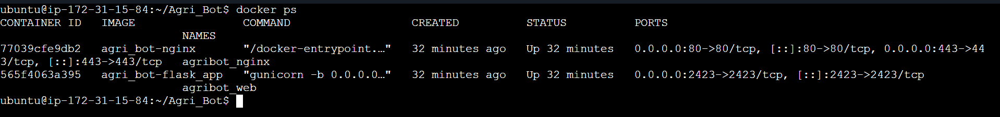 ubuntu@ip-172-31-15-84:~/Agri_Bot$ docker ps
CONTAINER ID   IMAGE                COMMAND                  CREATED          STATUS          PORTS
                           NAMES
77039cfe9db2   agri_bot-nginx       "/docker-entrypoint.…"   32 minutes ago   Up 32 minutes   0.0.0.0:80->80/tcp, [::]:80->80/tcp, 0.0.0.0:443->44
3/tcp, [::]:443->443/tcp   agribot_nginx
565f4063a395   agri_bot-flask_app   "gunicorn -b 0.0.0.0…"   32 minutes ago   Up 32 minutes   0.0.0.0:2423->2423/tcp, [::]:2423->2423/tcp
                           agribot_web
ubuntu@ip-172-31-15-84:~/Agri_Bot$